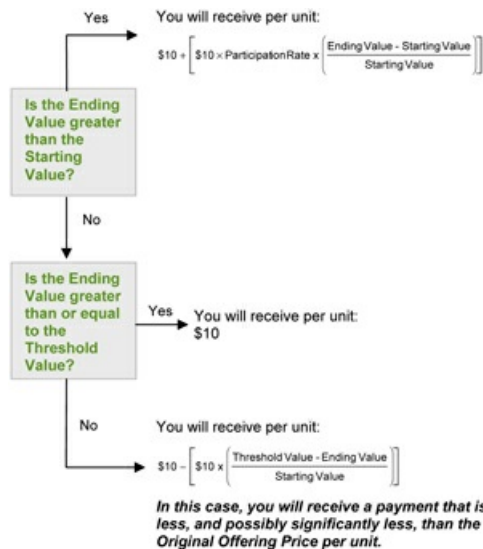 Yes
You will receive per unit:
$10 + [$10 × Participation Rate x (Ending Value - Starting Value / Starting Value)]
Is the Ending
Value greater
than the
Starting
Value?
No
Is the Ending
Value greater
than or equal
to the
Threshold
Value?
Yes
You will receive per unit:
$10
No
You will receive per unit:
$10 − [$10 x (Threshold Value - Ending Value / Starting Value)]
In this case, you will receive a payment that is
less, and possibly significantly less, than the
Original Offering Price per unit.